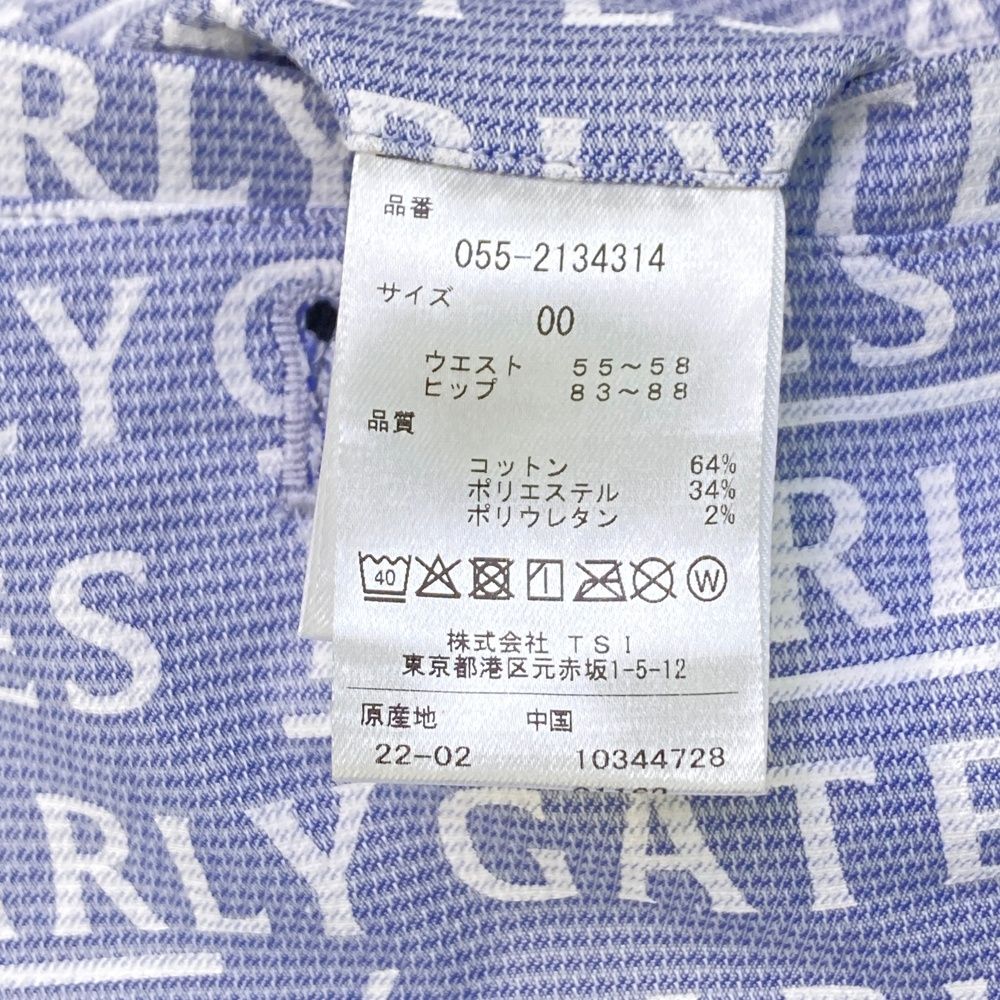 RLY
品番
055-2134314
サイズ
00
ウエスト 55～58
ヒップ 83～88
品質
コットン 64%
ポリエステル 34%
ポリウレタン 2%
40
W
株式会社 TSI
東京都港区元赤坂1-5-12
原産地 中国
22-02 10344728
ARLY GATE